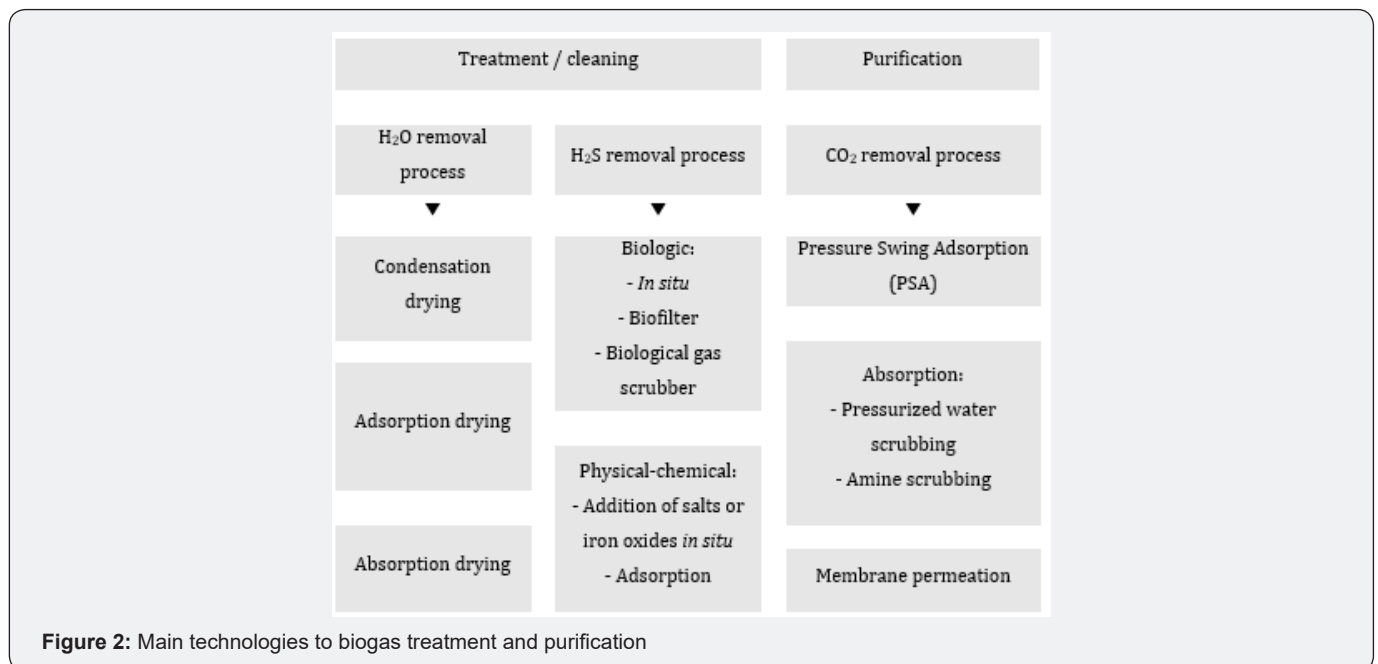 Treatment / cleaning
Purification
H₂O removal
process
H₂S removal process
CO₂ removal process
▼
▼
▼
Condensation
drying
Adsorption drying
Absorption drying
Biologic:
- In situ
- Biofilter
- Biological gas
scrubber
Physical-chemical:
- Addition of salts or
iron oxides in situ
- Adsorption
Pressure Swing Adsorption
(PSA)
Absorption:
- Pressurized water
scrubbing
- Amine scrubbing
Membrane permeation
Figure 2: Main technologies to biogas treatment and purification